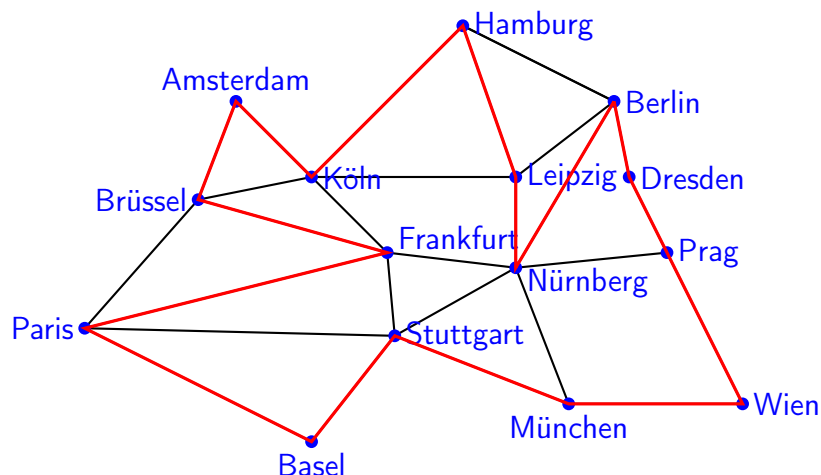 Hamburg
Amsterdam
Berlin
Köln
Leipzig
Dresden
Brüssel
Frankfurt
Prag
Nürnberg
Paris
Stuttgart
Wien
München
Basel